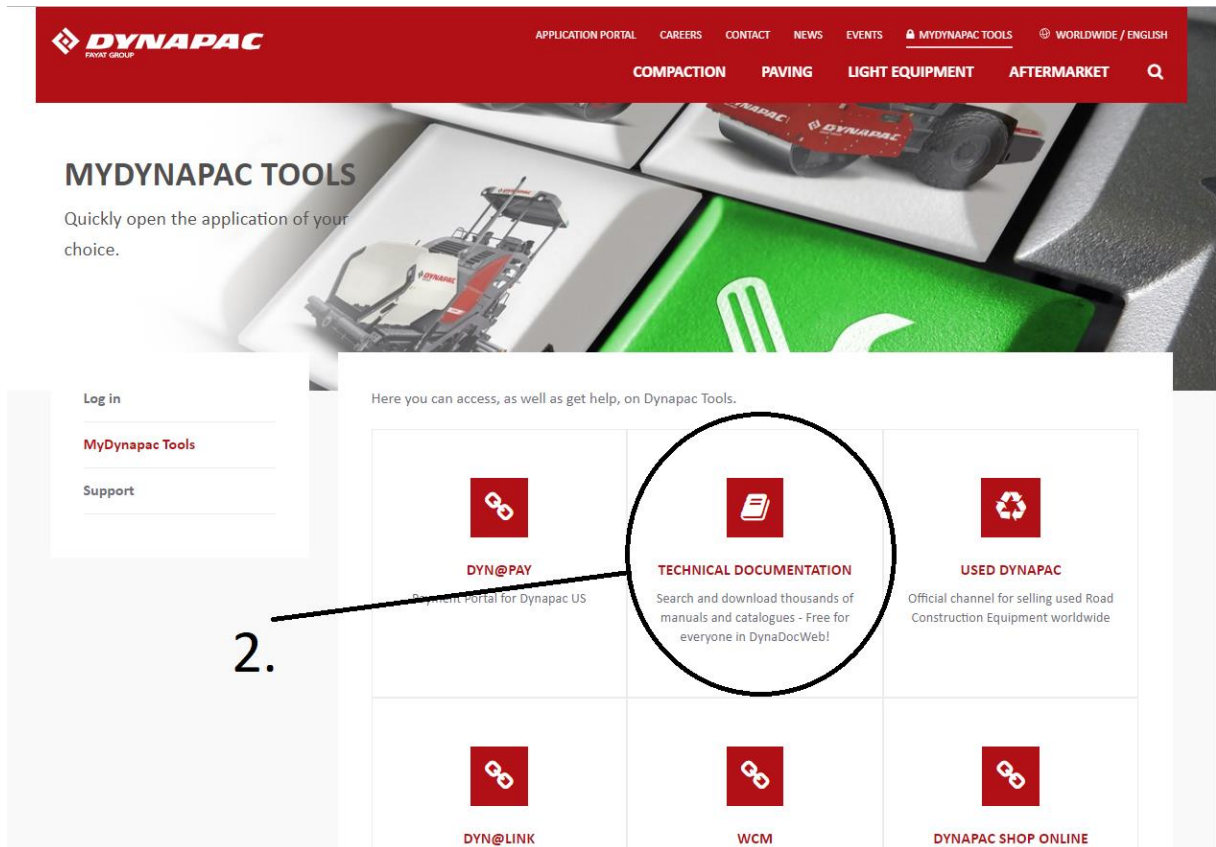 DYNAPAC
FAYAT GROUP
APPLICATION PORTAL CAREERS CONTACT NEWS EVENTS MYDYNAPAC TOOLS WORLDWIDE / ENGLISH
COMPACTION PAVING LIGHT EQUIPMENT AFTERMARKET
DYNAPAC
DYNAPAC
MYDYNAPAC TOOLS
Quickly open the application of your
choice.
DYNAPAC
Log in
MyDynapac Tools
Support
Here you can access, as well as get help, on Dynapac Tools.
DYN@PAY
Payment Portal for Dynapac US
TECHNICAL DOCUMENTATION
Search and download thousands of
manuals and catalogues - Free for
everyone in DynaDocWeb!
USED DYNAPAC
Official channel for selling used Road
Construction Equipment worldwide
2.
DYN@LINK
WCM
DYNAPAC SHOP ONLINE